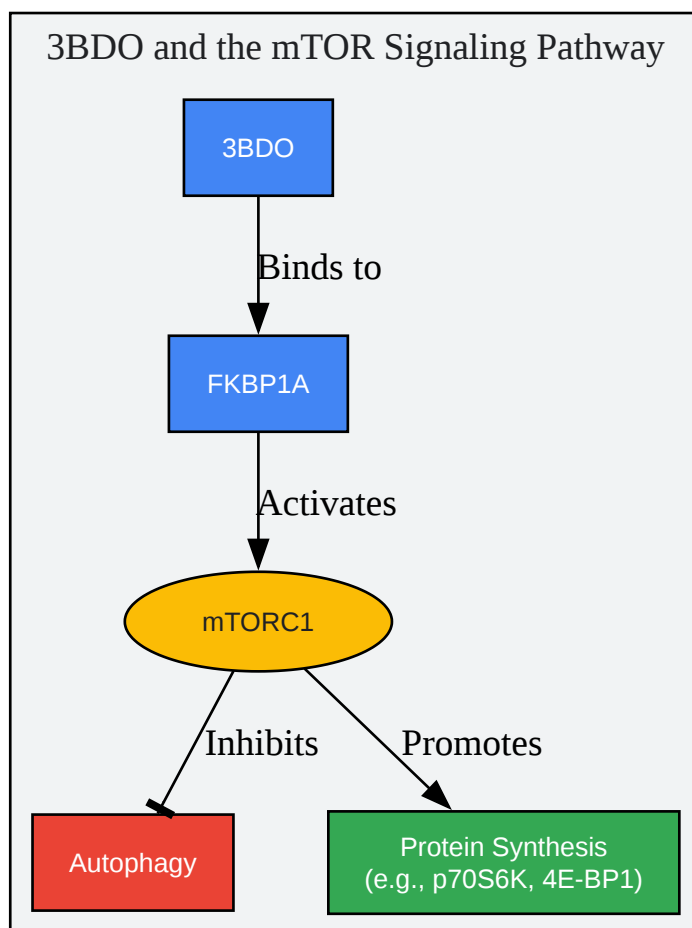 3BDO and the mTOR Signaling Pathway
3BDO
Binds to
FKBP1A
Activates
mTORC1
Inhibits
Promotes
Autophagy
Protein Synthesis
(e.g., p70S6K, 4E-BP1)